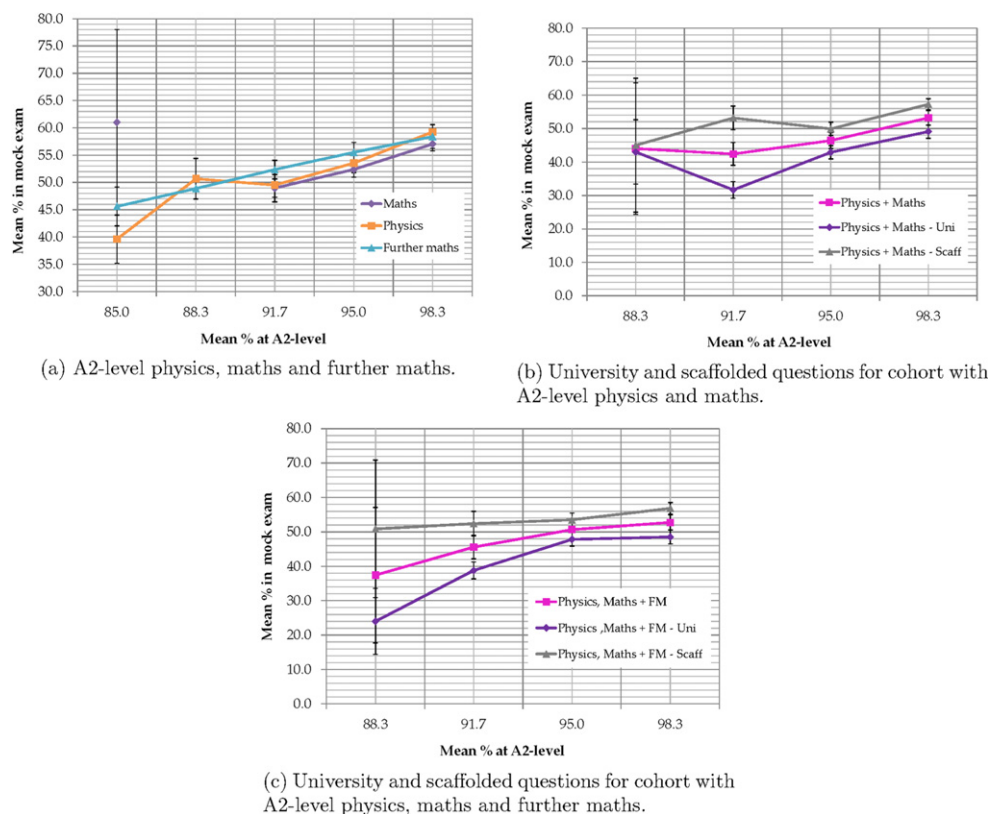 80.0
75.0
70.0
65.0
60.0
55.0
50.0
45.0
40.0
35.0
30.0
Mean % in mock exam
Maths
Physics
Further maths
85.0 88.3 91.7 95.0 98.3
Mean % at A2-level
(a) A2-level physics, maths and further maths.
80.0
70.0
60.0
50.0
40.0
30.0
20.0
10.0
0.0
Mean % in mock exam
Physics + Maths
Physics + Maths - Uni
Physics + Maths - Scaff
88.3 91.7 95.0 98.3
Mean % at A2-level
(b) University and scaffolded questions for cohort with
A2-level physics and maths.
80.0
70.0
60.0
50.0
40.0
30.0
20.0
10.0
0.0
Mean % in mock exam
Physics, Maths + FM
Physics ,Maths + FM - Uni
Physics, Maths + FM - Scaff
88.3 91.7 95.0 98.3
Mean % at A2-level
(c) University and scaffolded questions for cohort with
A2-level physics, maths and further maths.